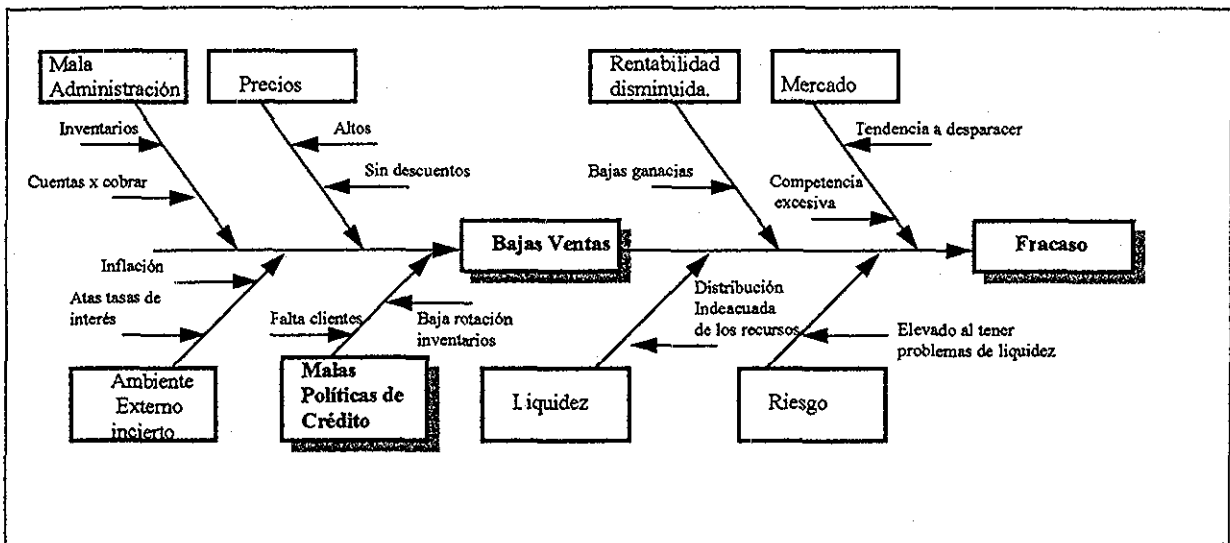 Mala
Administración
Precios
Rentabilidad
disminuida.
Mercado
Inventarios
Altos
Tendencia a desparacer
Cuentas x cobrar
Sin descuentos
Bajas ganacias
Competencia
excesiva
Bajas Ventas
Fracaso
Inflación
Atas tasas de
interés
Falta clientes
Baja rotación
inventarios
Distribución
Indeacuada
de los recursos
Elevado al tener
problemas de liquidez
Ambiente
Externo
incierto
Malas
Políticas de
Crédito
Liquidez
Riesgo